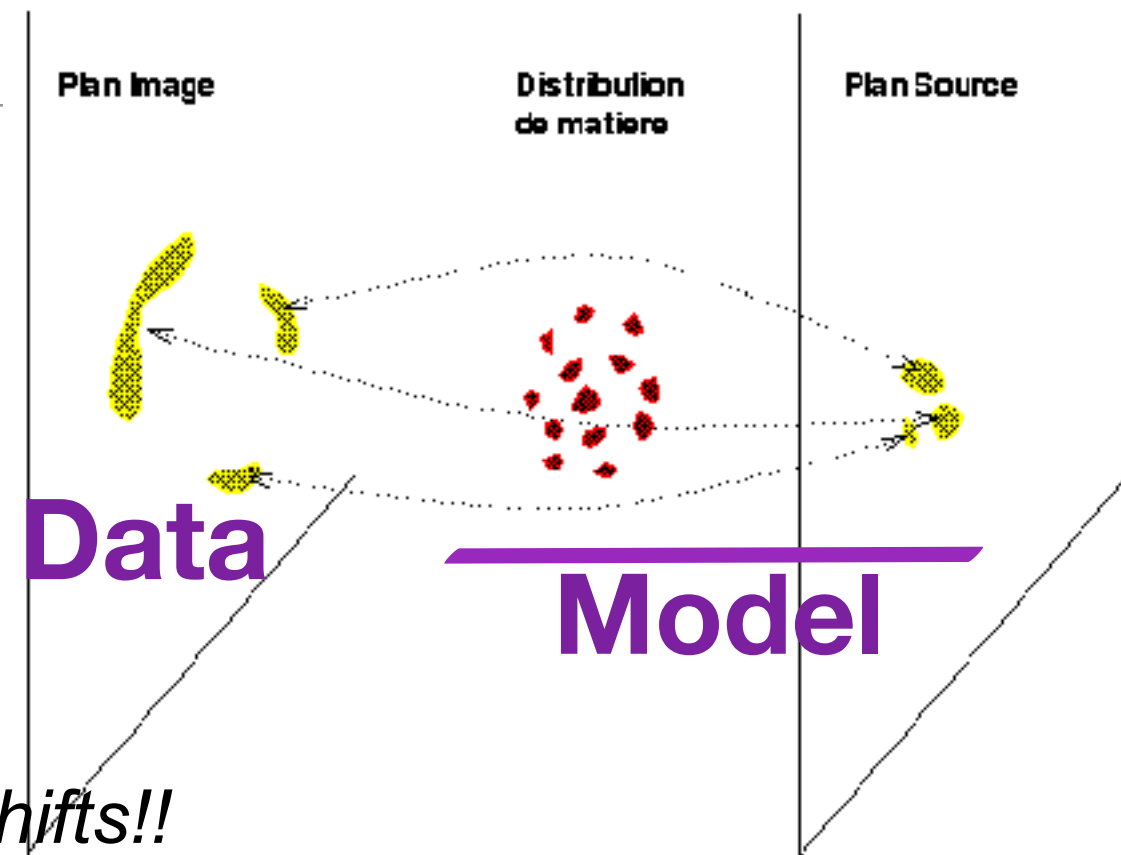 Plan Image
Distribution
de matiere
Plan Source
Data
Model
hifts!!